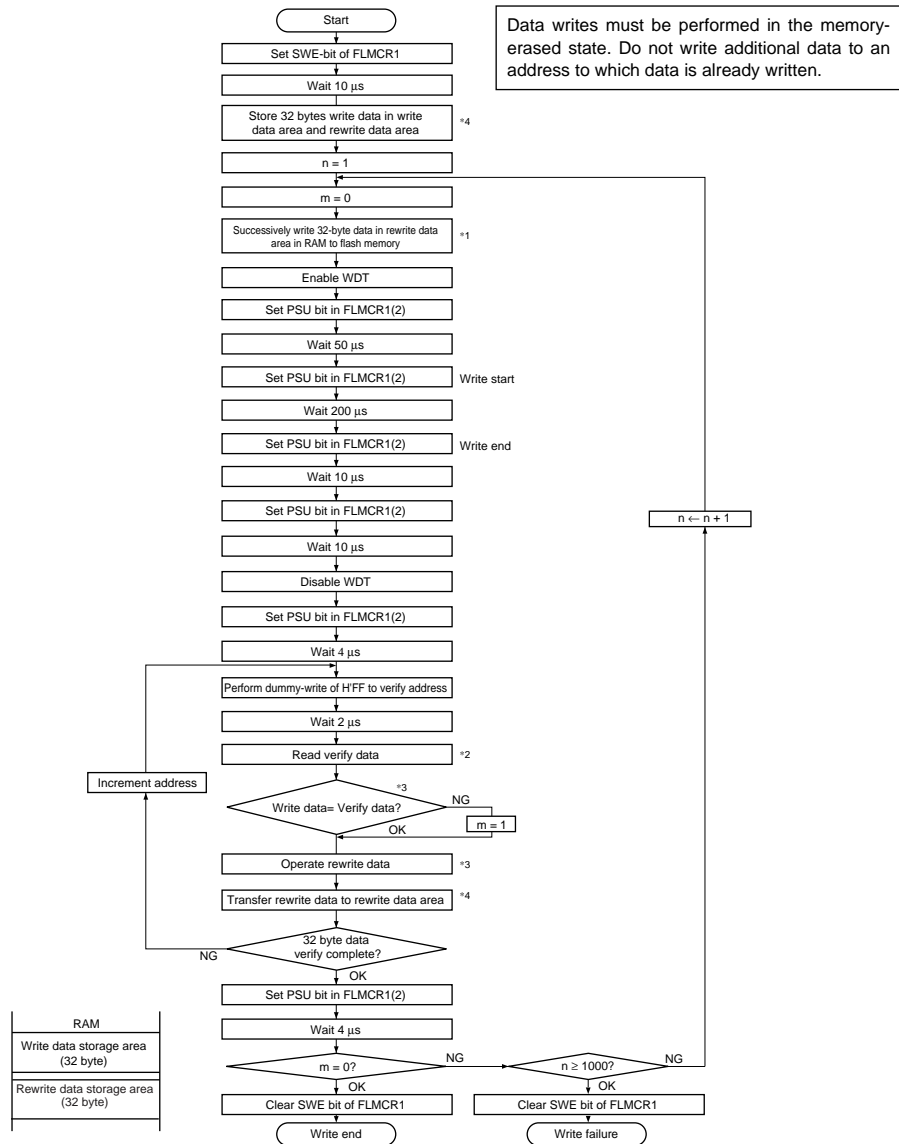 Start
Data writes must be performed in the memory-
erased state. Do not write additional data to an
address to which data is already written.
Set SWE-bit of FLMCR1
Wait 10 μs
Store 32 bytes write data in write
data area and rewrite data area
*4
n = 1
m = 0
Successively write 32-byte data in rewrite data
area in RAM to flash memory
*1
Enable WDT
Set PSU bit in FLMCR1(2)
Wait 50 μs
Set PSU bit in FLMCR1(2) Write start
Wait 200 μs
Set PSU bit in FLMCR1(2) Write end
Wait 10 μs
Set PSU bit in FLMCR1(2)
n ← n + 1
Wait 10 μs
Disable WDT
Set PSU bit in FLMCR1(2)
Wait 4 μs
Perform dummy-write of H'FF to verify address
Wait 2 μs
Read verify data *2
Increment address
*3
Write data= Verify data?
NG
m = 1
OK
Operate rewrite data *3
Transfer rewrite data to rewrite data area *4
32 byte data
verify complete?
NG
OK
Set PSU bit in FLMCR1(2)
Wait 4 μs
RAM
Write data storage area
(32 byte)
Rewrite data storage area
(32 byte)
m = 0?
NG
n ≥ 1000?
NG
OK
OK
Clear SWE bit of FLMCR1
Clear SWE bit of FLMCR1
Write end
Write failure